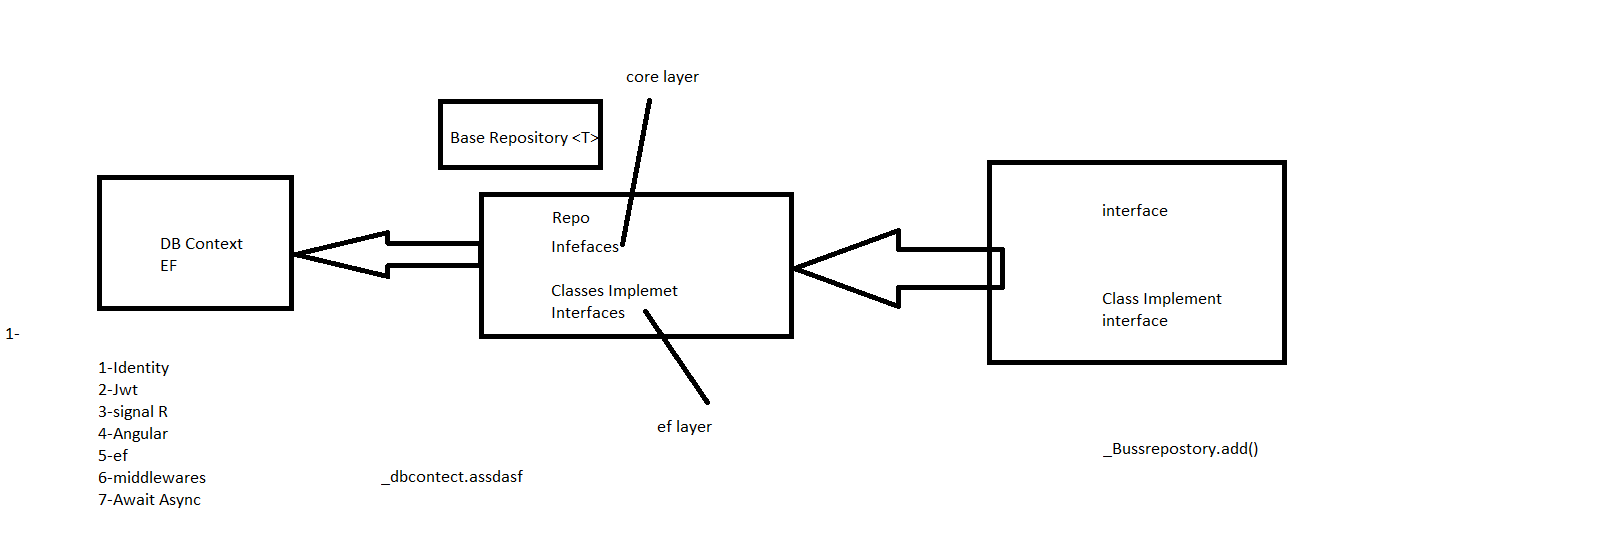 core layer
Base Repository <T>
Repo
Infefaces
Classes Implemet
Interfaces
ef layer
DB Context
EF
interface
Class Implement
interface
_Bussrepostory.add()
1-
1-Identity
2-Jwt
3-signal R
4-Angular
5-ef
6-middlewares
7-Await Async
_dbcontect.assdasf